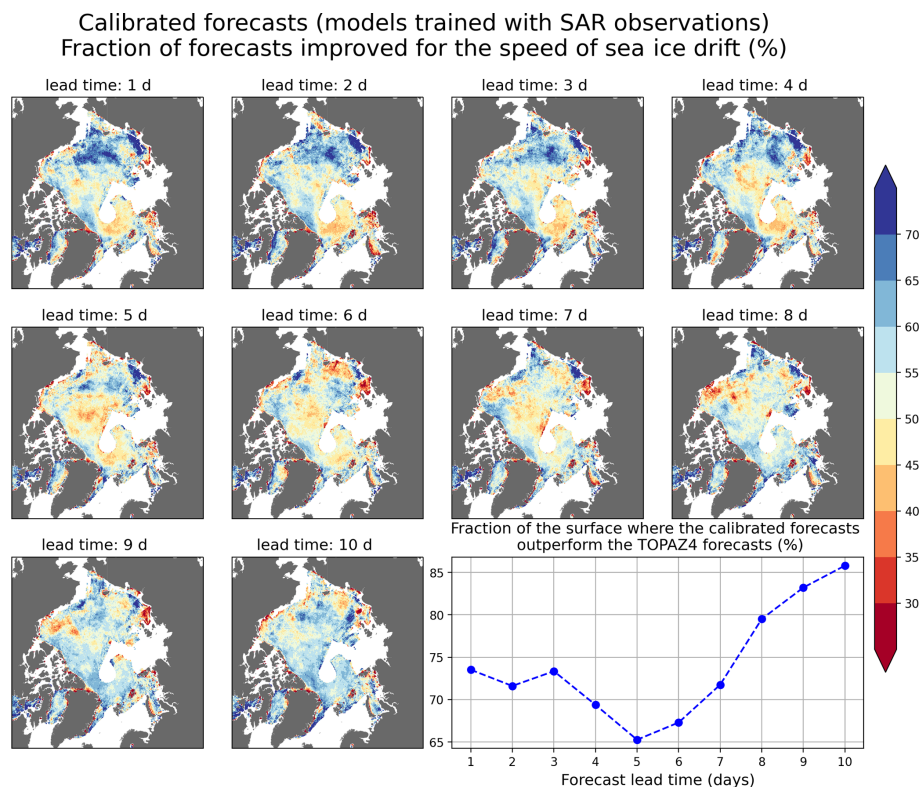 Calibrated forecasts (models trained with SAR observations)
Fraction of forecasts improved for the speed of sea ice drift (%)
lead time: 1 d
lead time: 2 d
lead time: 3 d
lead time: 4 d
lead time: 5 d
lead time: 6 d
lead time: 7 d
lead time: 8 d
lead time: 9 d
lead time: 10 d
Fraction of the surface where the calibrated forecasts
outperform the TOPAZ4 forecasts (%)
85
80
75
70
65
1 2 3 4 5 6 7 8 9 10
Forecast lead time (days)
70
65
60
55
50
45
40
35
30